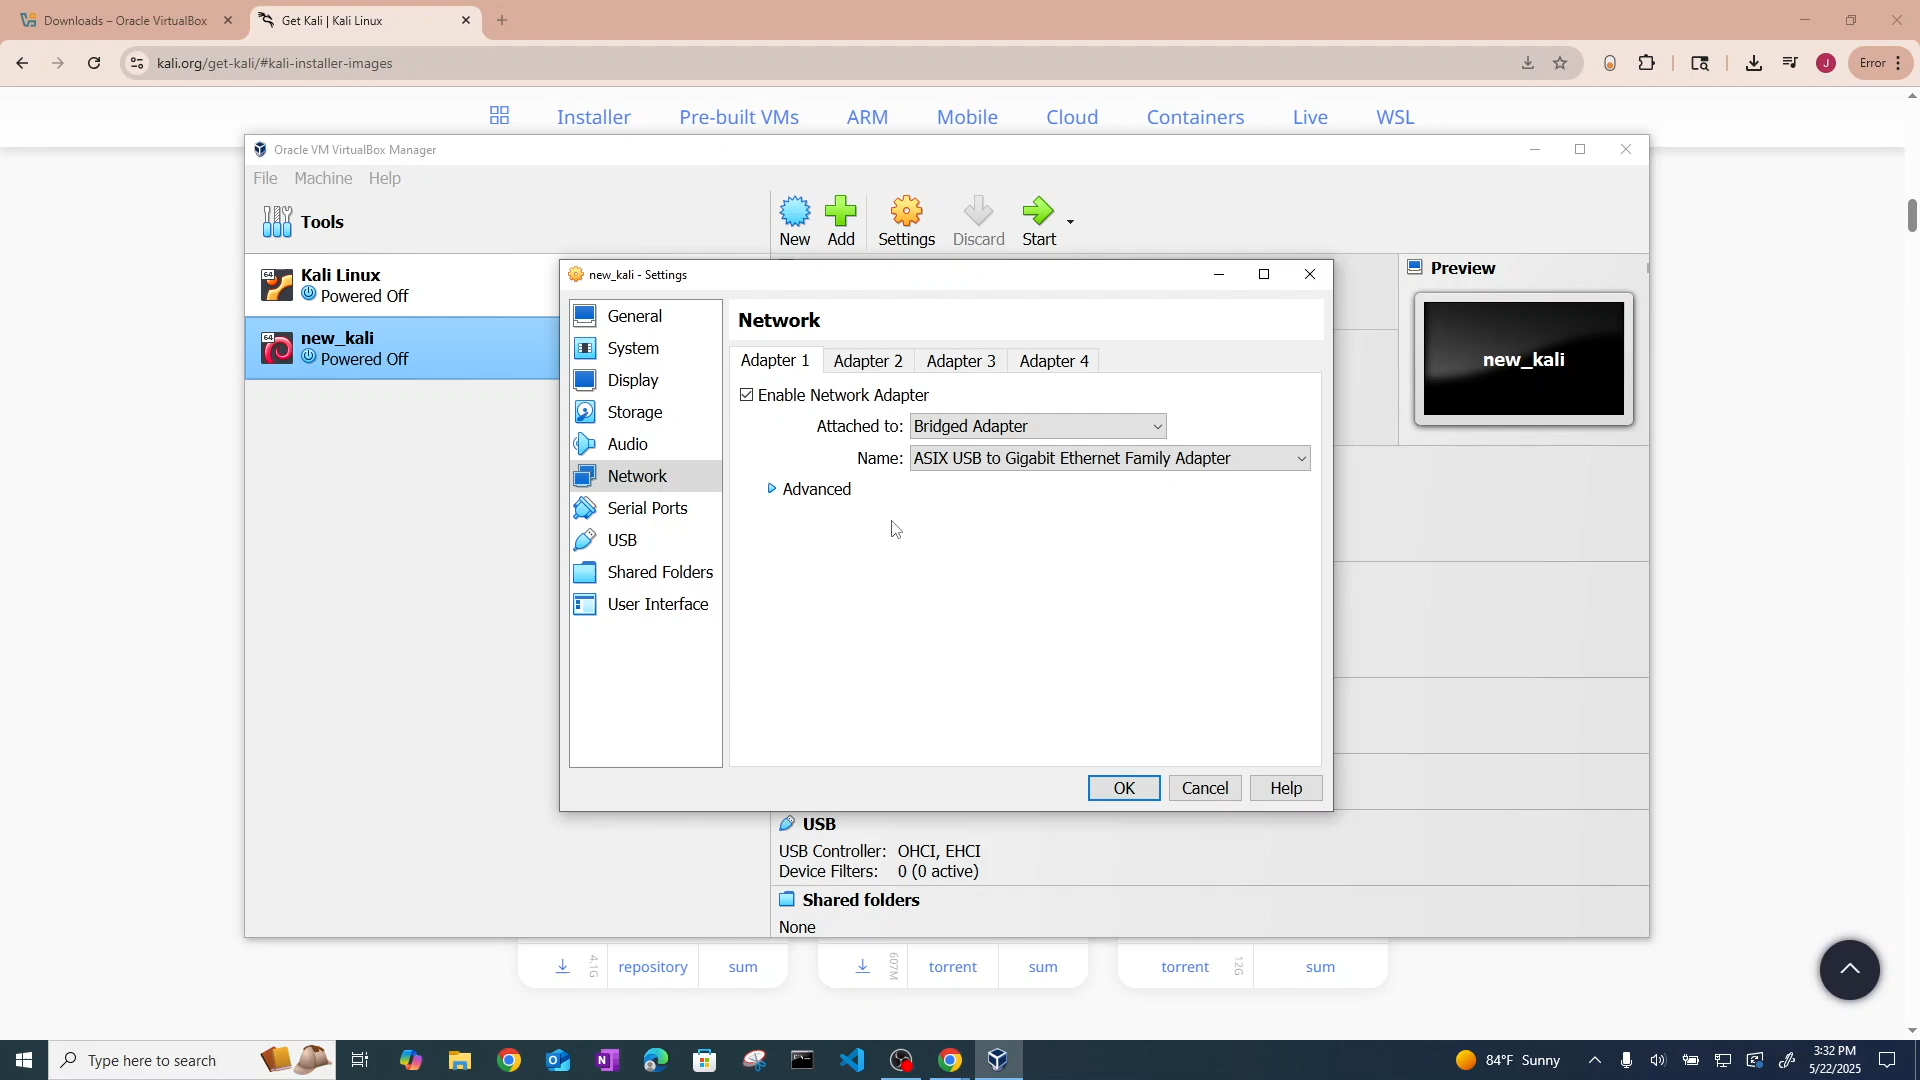 Downloads – Oracle VirtualBox
Get Kali | Kali Linux
kali.org/get-kali/#kali-installer-images
J
Error
Installer
Pre-built VMs
ARM
Mobile
Cloud
Containers
Live
WSL
Oracle VM VirtualBox Manager
File
Machine
Help
Tools
New
Add
Settings
Discard
Start
64
Kali Linux
Powered Off
64
new_kali
Powered Off
Preview
new_kali
new_kali - Settings
General
System
Display
Storage
Audio
Network
Serial Ports
USB
Shared Folders
User Interface
Network
Adapter 1
Adapter 2
Adapter 3
Adapter 4
Enable Network Adapter
Attached to: Bridged Adapter
Name: ASIX USB to Gigabit Ethernet Family Adapter
Advanced
OK
Cancel
Help
USB
USB Controller: OHCI, EHCI
Device Filters: 0 (0 active)
Shared folders
None
4.1G
repository
sum
607M
torrent
sum
torrent
12G
sum
Type here to search
84°F Sunny
3:32 PM
5/22/2025